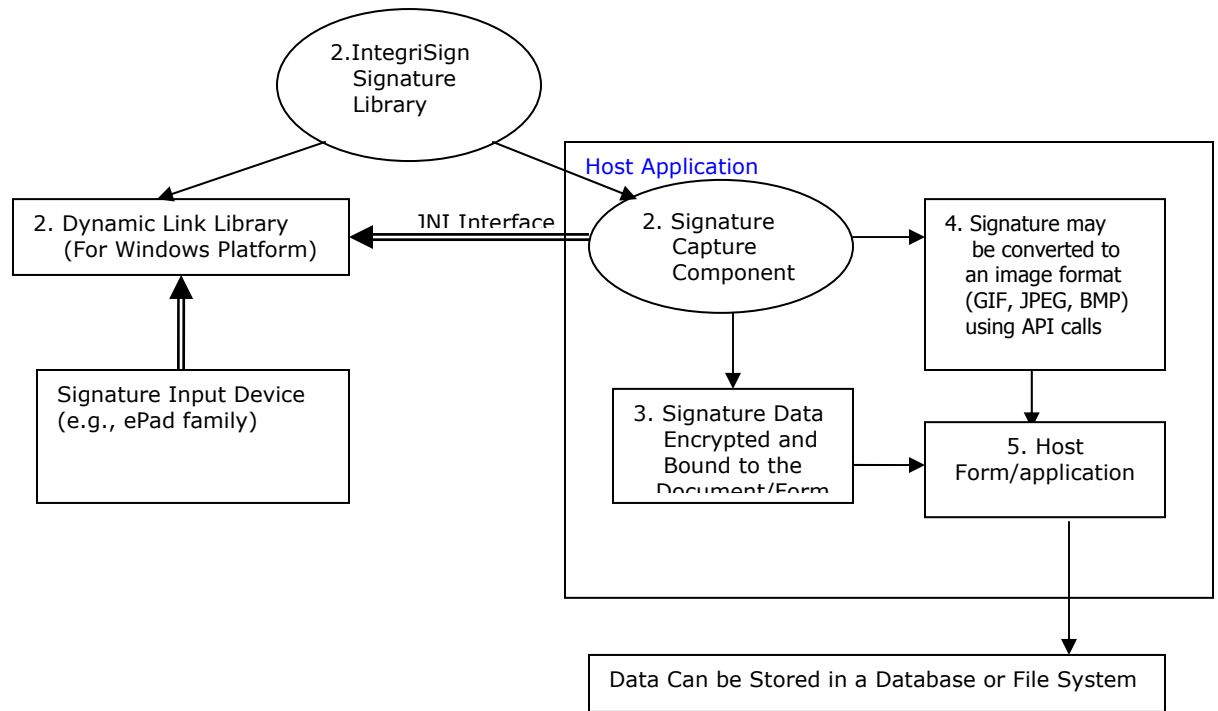 2.IntegriSign
Signature
Library
Host Application
2. Dynamic Link Library
(For Windows Platform)
JNI Interface
2. Signature
Capture
Component
4. Signature may
be converted to
an image format
(GIF, JPEG, BMP)
using API calls
Signature Input Device
(e.g., ePad family)
3. Signature Data
Encrypted and
Bound to the
Document/Form
5. Host
Form/application
Data Can be Stored in a Database or File System